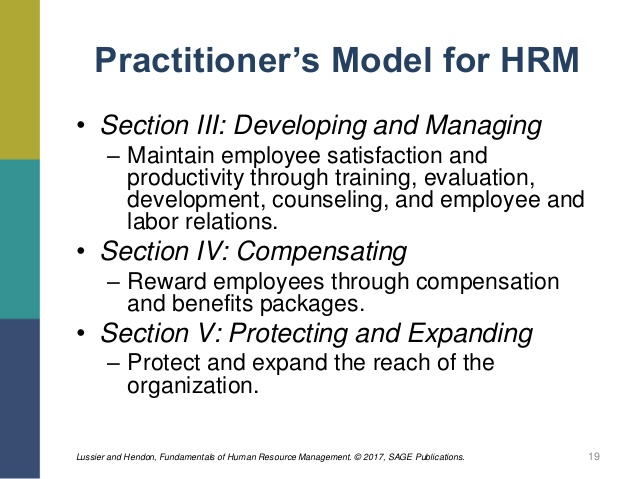 Practitioner’s Model for HRM
• Section III: Developing and Managing
– Maintain employee satisfaction and
productivity through training, evaluation,
development, counseling, and employee and
labor relations.
• Section IV: Compensating
– Reward employees through compensation
and benefits packages.
• Section V: Protecting and Expanding
– Protect and expand the reach of the
organization.
Lussier and Hendon, Fundamentals of Human Resource Management. © 2017, SAGE Publications. 19